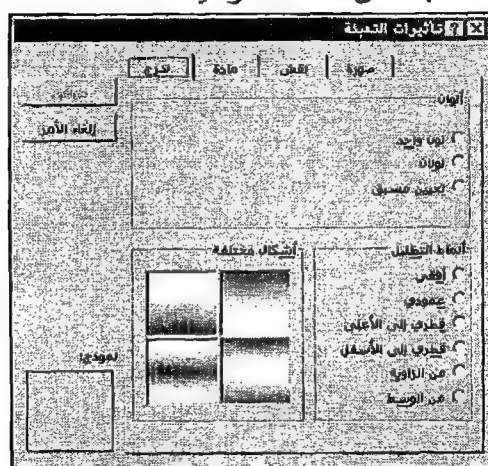 تأثيرات التعبئة
تدرج
مادة
نقش
صورة
موافق
إلغاء الأمر
ألوان
لون واحد
لونان
تعيين مسبق
أنماط التظليل
أفقي
عمودي
قطري إلى الأعلى
قطري إلى الأسفل
من الزاوية
من الوسط
أشكال مختلفة
نموذج: